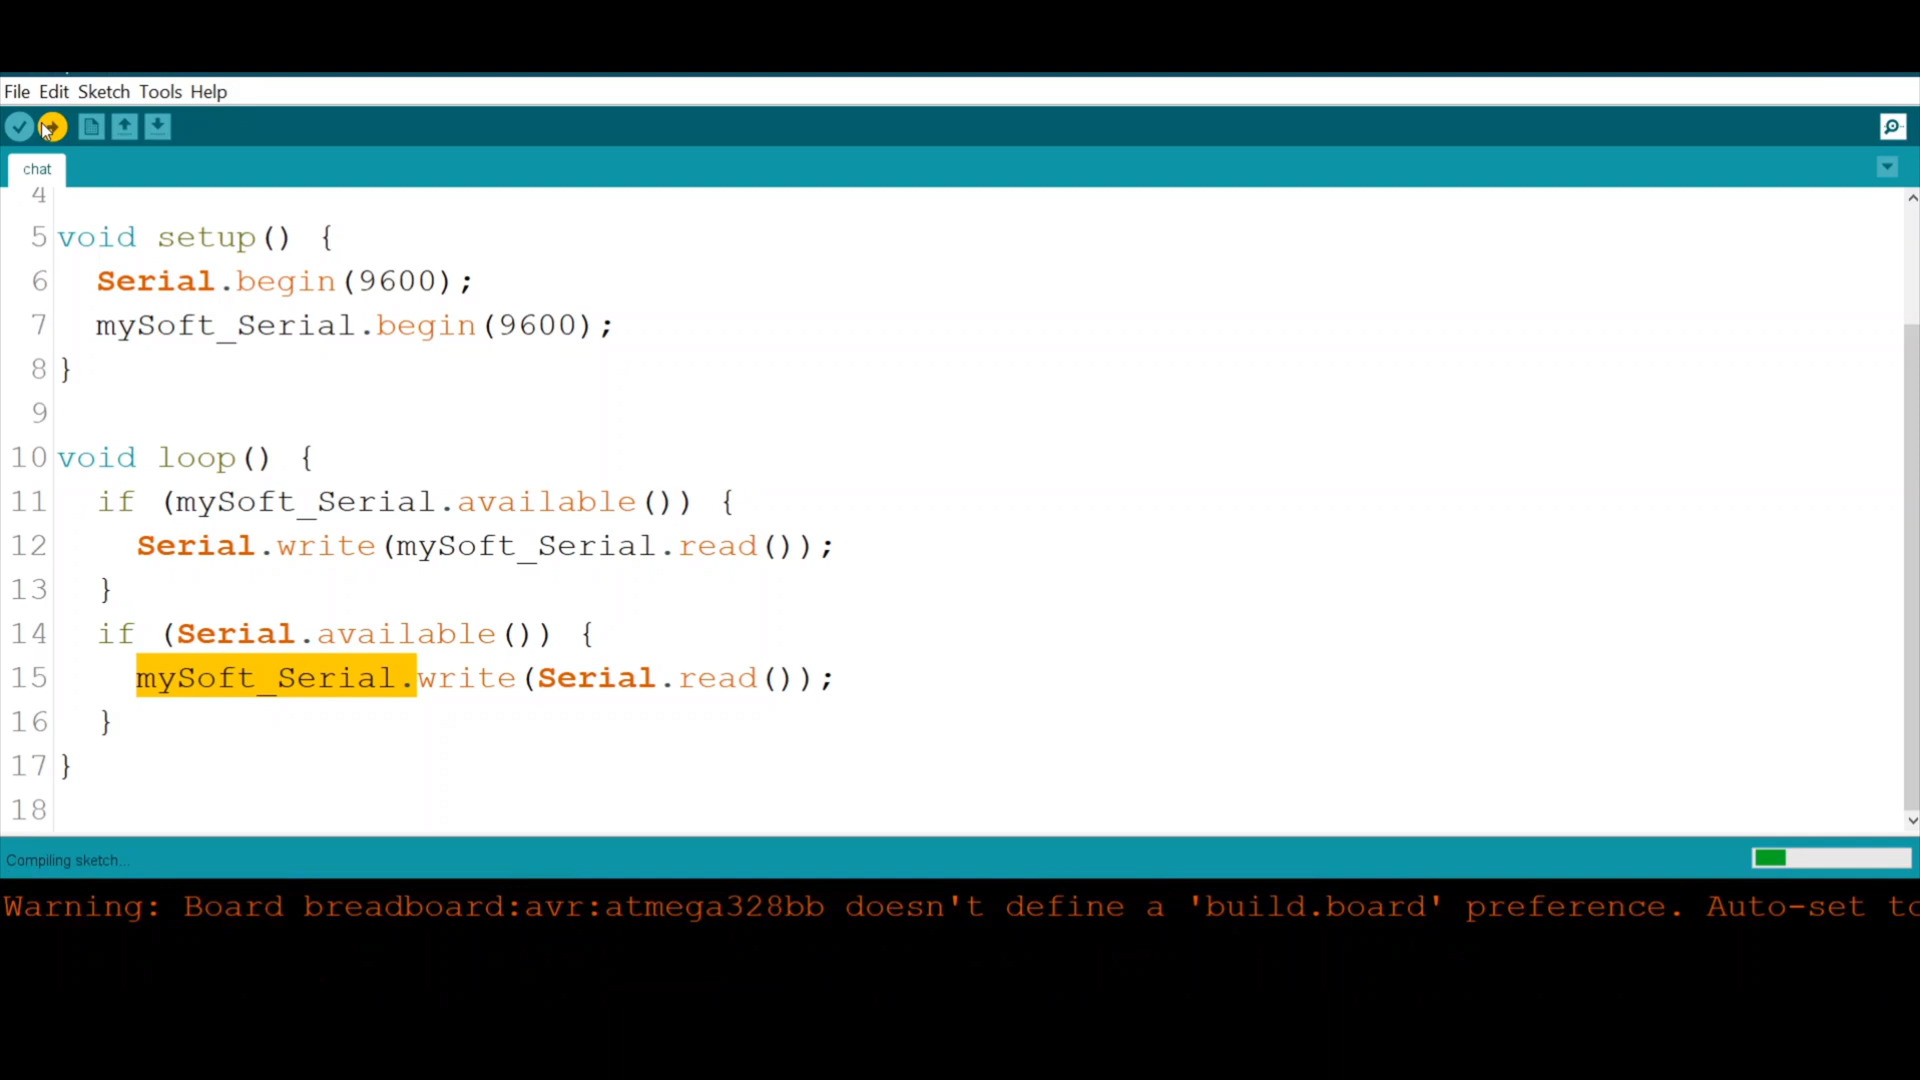 File Edit Sketch Tools Help
chat
4
5 void setup() {
6 Serial.begin(9600);
7 mySoft_Serial.begin(9600);
8 }
9
10 void loop() {
11 if (mySoft_Serial.available()) {
12 Serial.write(mySoft_Serial.read());
13 }
14 if (Serial.available()) {
15 mySoft_Serial.write(Serial.read());
16 }
17 }
18
Compiling sketch...
Warning: Board breadboard:avr:atmega328bb doesn't define a 'build.board' preference. Auto-set to